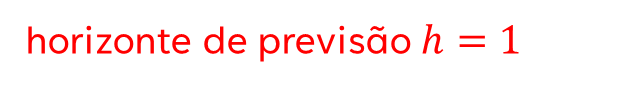 horizonte de previsão h = 1